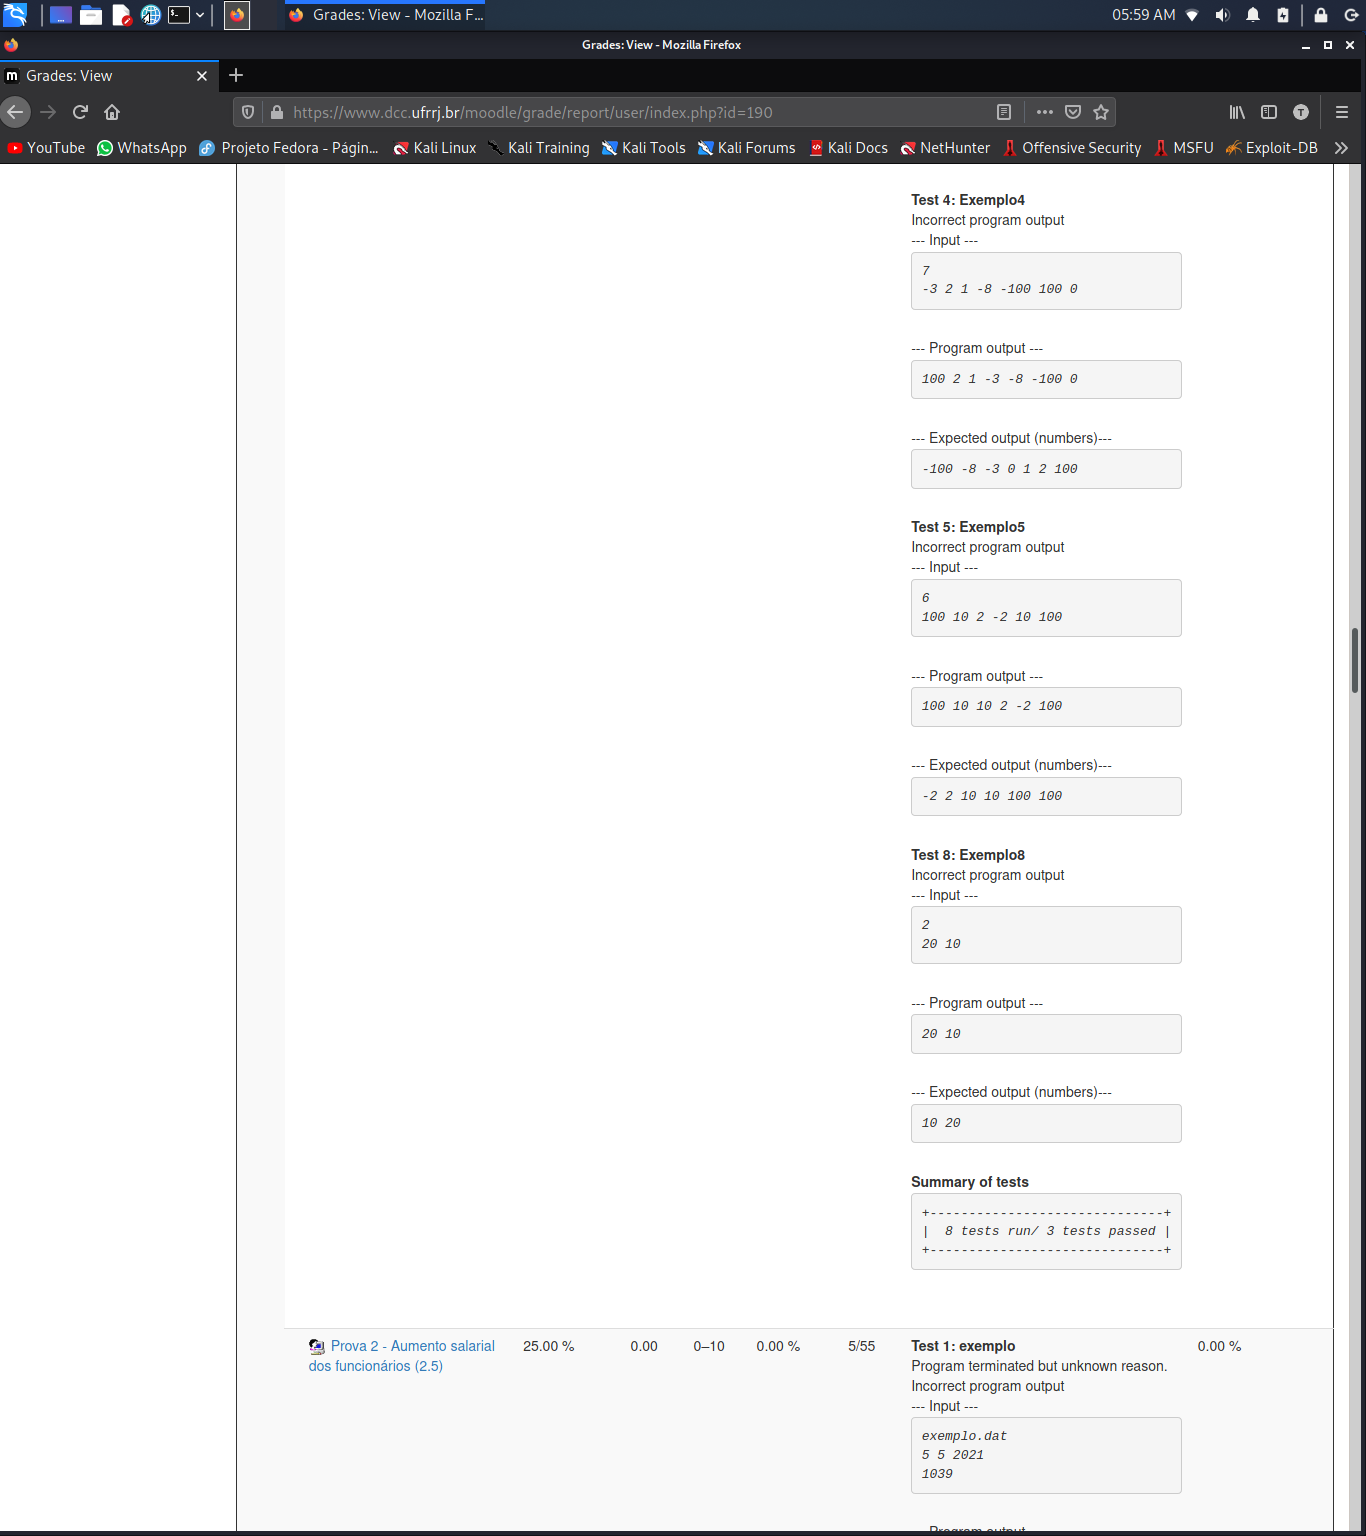 Grades: View - Mozilla F...
05:59 AM
Grades: View - Mozilla Firefox
Grades: View
https://www.dcc.ufrrj.br/moodle/grade/report/user/index.php?id=190
YouTube WhatsApp Projeto Fedora - Págin... Kali Linux Kali Training Kali Tools Kali Forums Kali Docs NetHunter Offensive Security MSFU Exploit-DB
Test 4: Exemplo4
Incorrect program output
--- Input ---
7
-3 2 1 -8 -100 100 0
--- Program output ---
100 2 1 -3 -8 -100 0
--- Expected output (numbers)---
-100 -8 -3 0 1 2 100
Test 5: Exemplo5
Incorrect program output
--- Input ---
6
100 10 2 -2 10 100
--- Program output ---
100 10 10 2 -2 100
--- Expected output (numbers)---
-2 2 10 10 100 100
Test 8: Exemplo8
Incorrect program output
--- Input ---
2
20 10
--- Program output ---
20 10
--- Expected output (numbers)---
10 20
Summary of tests
+------------------------------+
|  8 tests run/ 3 tests passed |
+------------------------------+
Prova 2 - Aumento salarial 25.00 % 0.00 0–10 0.00 % 5/55 Test 1: exemplo 0.00 %
dos funcionários (2.5)
Program terminated but unknown reason.
Incorrect program output
--- Input ---
exemplo.dat
5 5 2021
1039
--- Program output ---